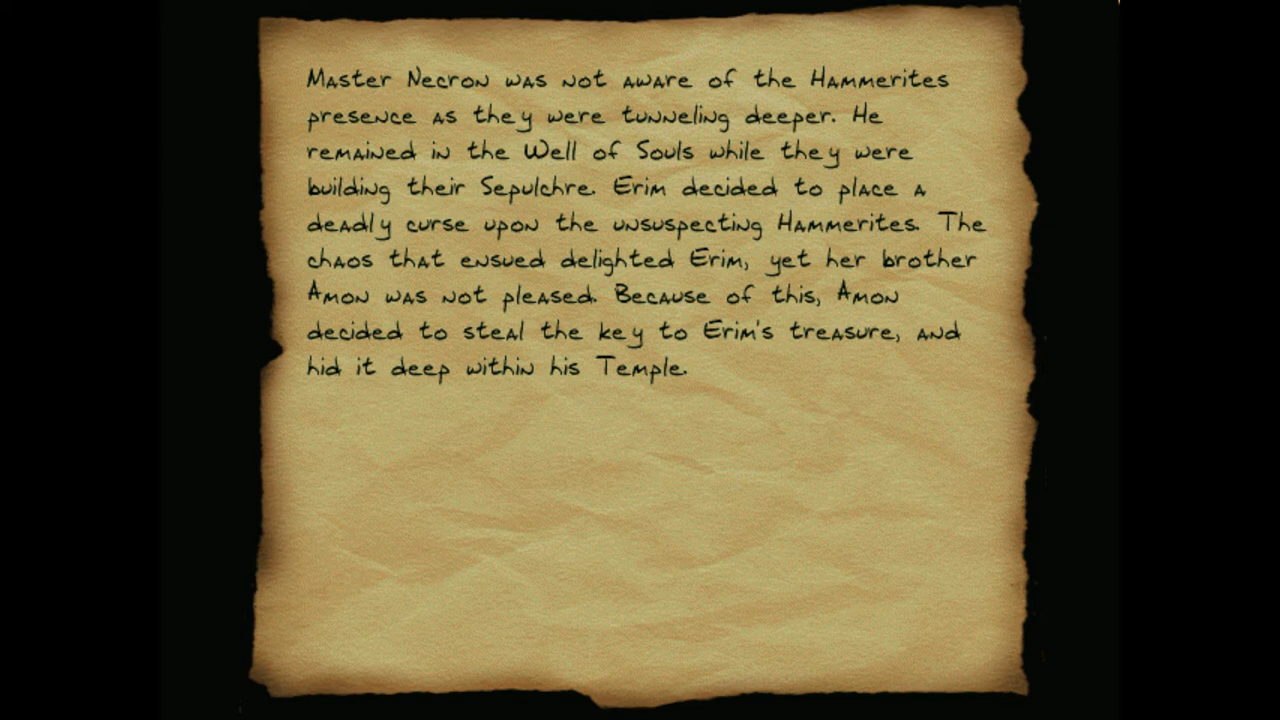 Master Necron was not aware of the Hammerites
presence as they were tunneling deeper. He
remained in the Well of Souls while they were
building their Sepulchre. Erim decided to place a
deadly curse upon the unsuspecting Hammerites. The
chaos that ensued delighted Erim, yet her brother
Amon was not pleased. Because of this, Amon
decided to steal the key to Erim's treasure, and
hid it deep within his Temple.